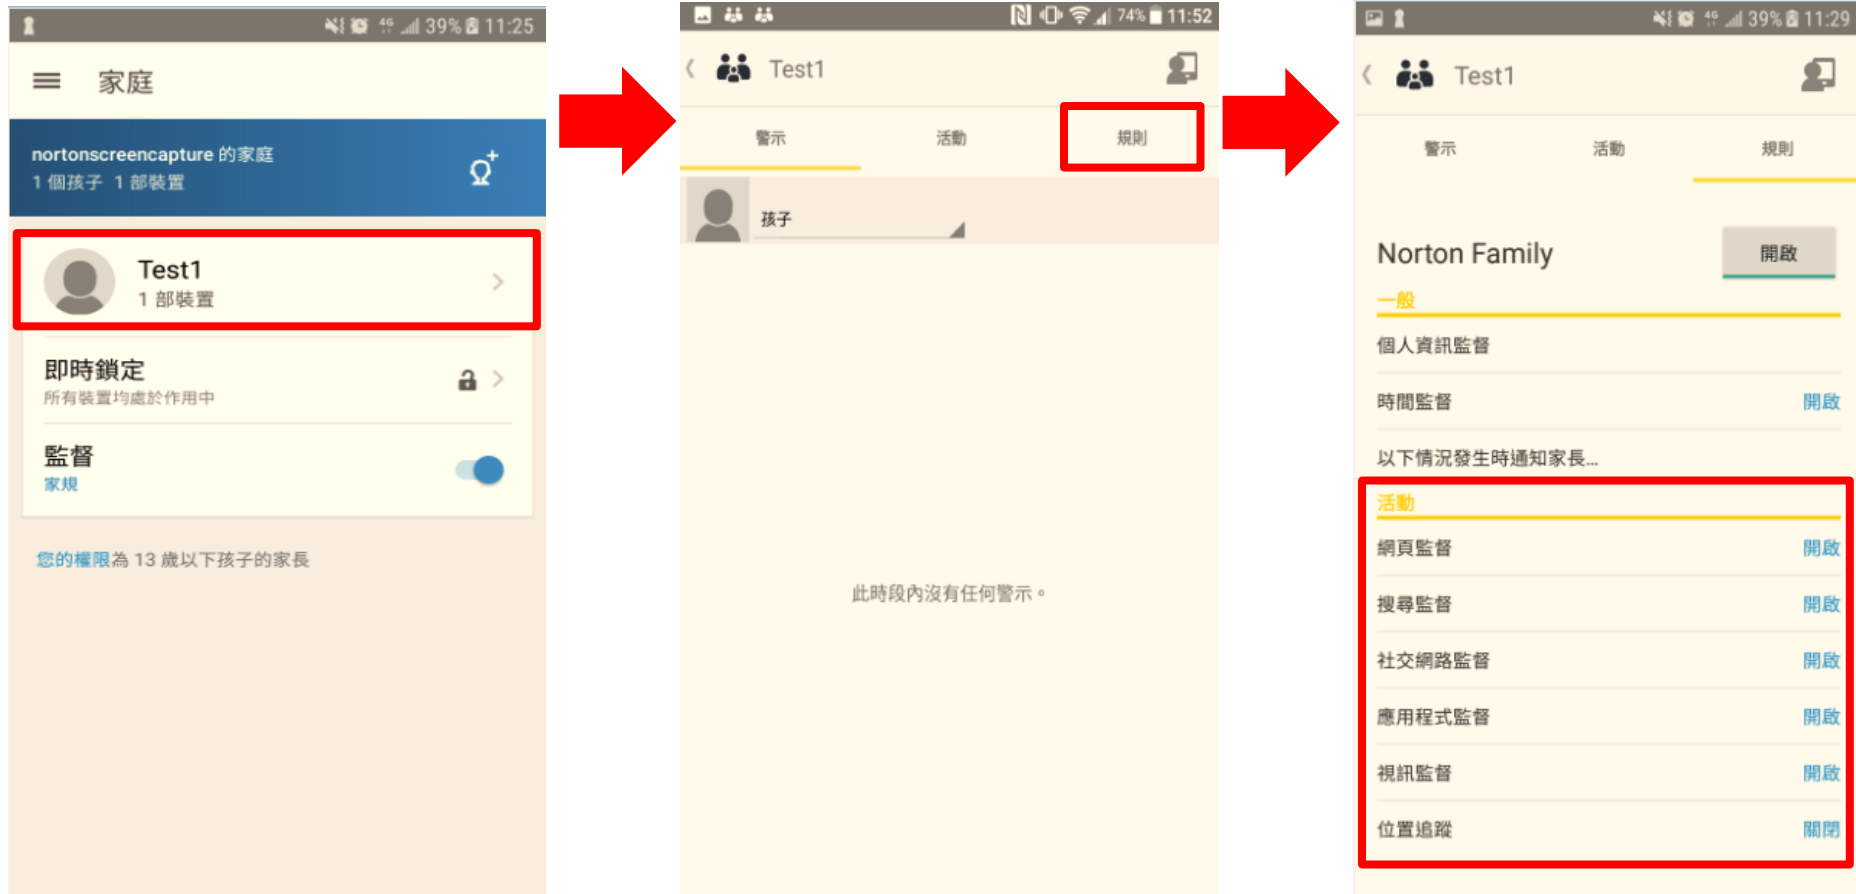 39% 11:25
家庭
nortonscreencapture 的家庭
1 個孩子 1 部裝置
Test1
1 部裝置
即時鎖定
所有裝置均處於作用中
監督
家規
您的權限為 13 歲以下孩子的家長
74% 11:52
Test1
警示 活動 規則
孩子
此時段內沒有任何警示。
4G 39% 11:29
Test1
警示 活動 規則
Norton Family 開啟
一般
個人資訊監督
時間監督 開啟
以下情況發生時通知家長...
活動
網頁監督 開啟
搜尋監督 開啟
社交網路監督 開啟
應用程式監督 開啟
視訊監督 開啟
位置追蹤 關閉